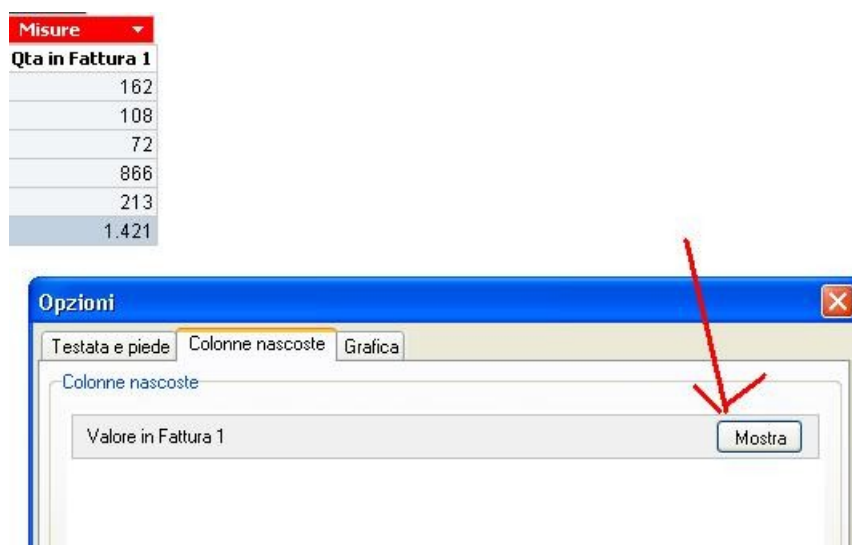 Misure
Qta in Fattura 1
162
108
72
866
213
1.421
Opzioni
Testata e piede Colonne nascoste Grafica
Colonne nascoste
Valore in Fattura 1 Mostra